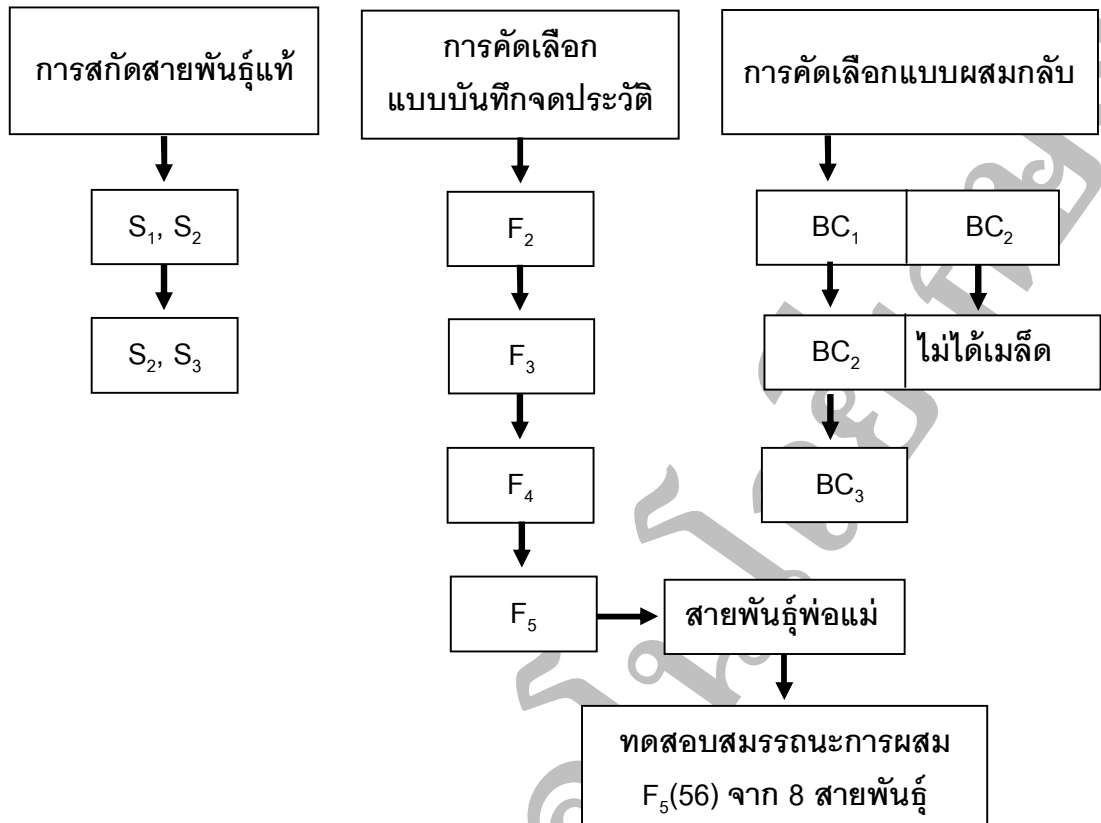 การสกัดสายพันธุ์แท้
S₁, S₂
S₂, S₃
การคัดเลือก
แบบบันทึกจดประวัติ
F₂
F₃
F₄
F₅
สายพันธุ์พ่อแม่
ทดสอบสมรรถนะการผสม
F₅(56) จาก 8 สายพันธุ์
การคัดเลือกแบบผสมกลับ
BC₁ BC₂
BC₂ ไม่ได้เมล็ด
BC₃